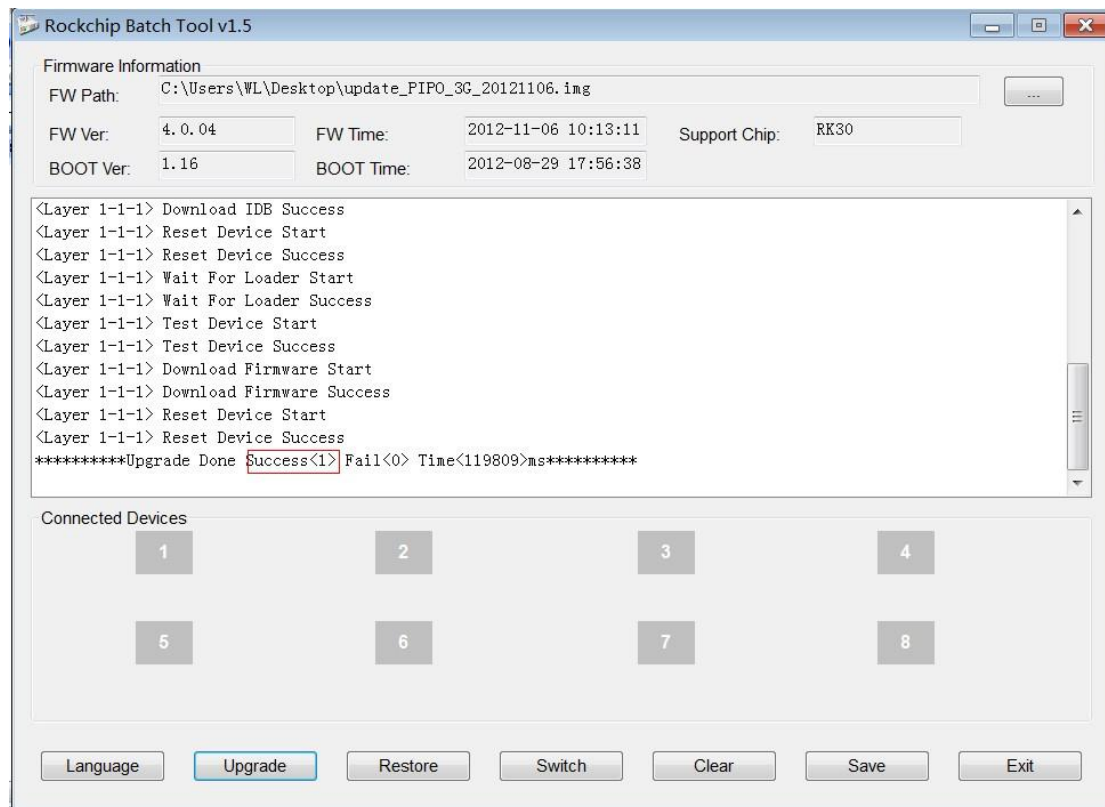 Rockchip Batch Tool v1.5
Firmware Information
FW Path: C:\Users\WL\Desktop\update_PIPO_3G_20121106.img ...
FW Ver: 4.0.04 FW Time: 2012-11-06 10:13:11 Support Chip: RK30
BOOT Ver: 1.16 BOOT Time: 2012-08-29 17:56:38
<Layer 1-1-1> Download IDB Success
<Layer 1-1-1> Reset Device Start
<Layer 1-1-1> Reset Device Success
<Layer 1-1-1> Wait For Loader Start
<Layer 1-1-1> Wait For Loader Success
<Layer 1-1-1> Test Device Start
<Layer 1-1-1> Test Device Success
<Layer 1-1-1> Download Firmware Start
<Layer 1-1-1> Download Firmware Success
<Layer 1-1-1> Reset Device Start
<Layer 1-1-1> Reset Device Success
**********Upgrade Done Success<1> Fail<0> Time<119809>ms**********
Connected Devices
1 2 3 4
5 6 7 8
Language Upgrade Restore Switch Clear Save Exit